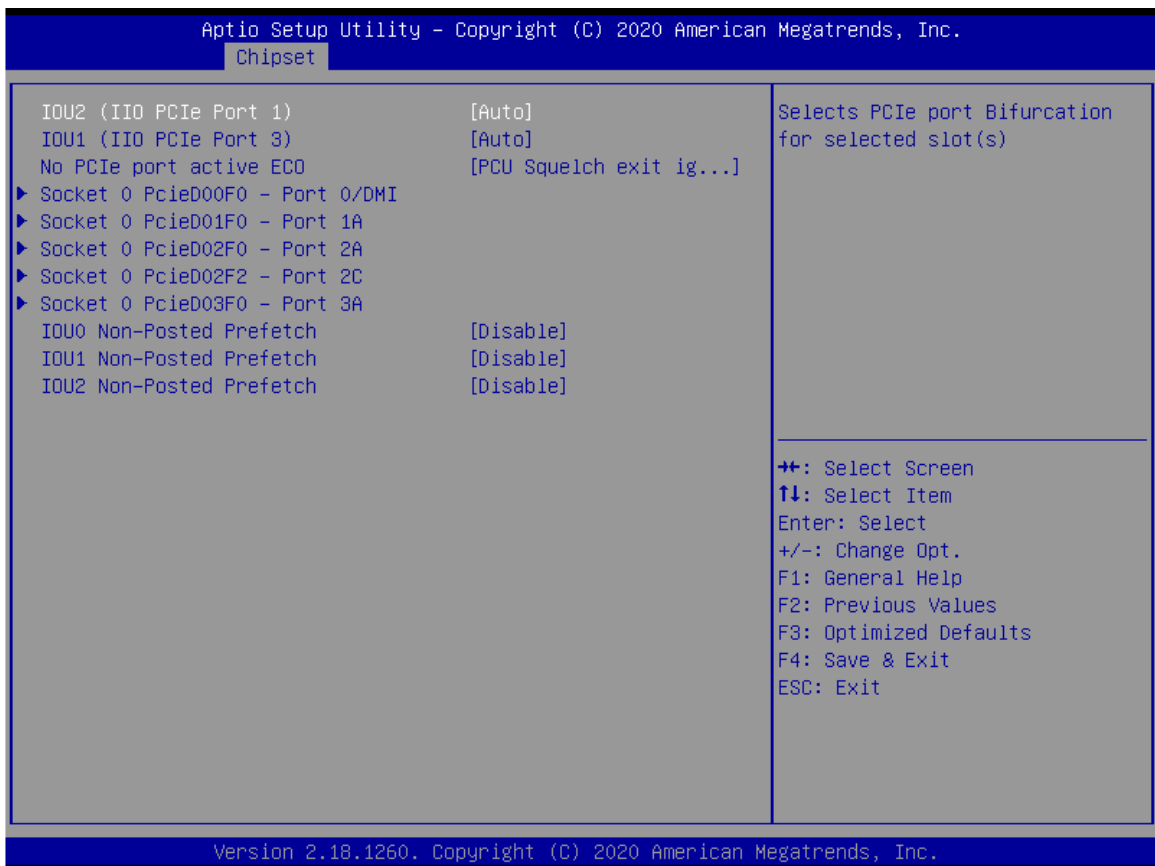 Aptio Setup Utility – Copyright (C) 2020 American Megatrends, Inc.
Chipset
IOU2 (IIO PCIe Port 1) [Auto]
IOU1 (IIO PCIe Port 3) [Auto]
No PCIe port active ECO [PCU Squelch exit ig...]
▶ Socket 0 PcieD00F0 – Port 0/DMI
▶ Socket 0 PcieD01F0 – Port 1A
▶ Socket 0 PcieD02F0 – Port 2A
▶ Socket 0 PcieD02F2 – Port 2C
▶ Socket 0 PcieD03F0 – Port 3A
IOU0 Non-Posted Prefetch [Disable]
IOU1 Non-Posted Prefetch [Disable]
IOU2 Non-Posted Prefetch [Disable]
Selects PCIe port Bifurcation
for selected slot(s)
→←: Select Screen
↑↓: Select Item
Enter: Select
+/-: Change Opt.
F1: General Help
F2: Previous Values
F3: Optimized Defaults
F4: Save & Exit
ESC: Exit
Version 2.18.1260. Copyright (C) 2020 American Megatrends, Inc.